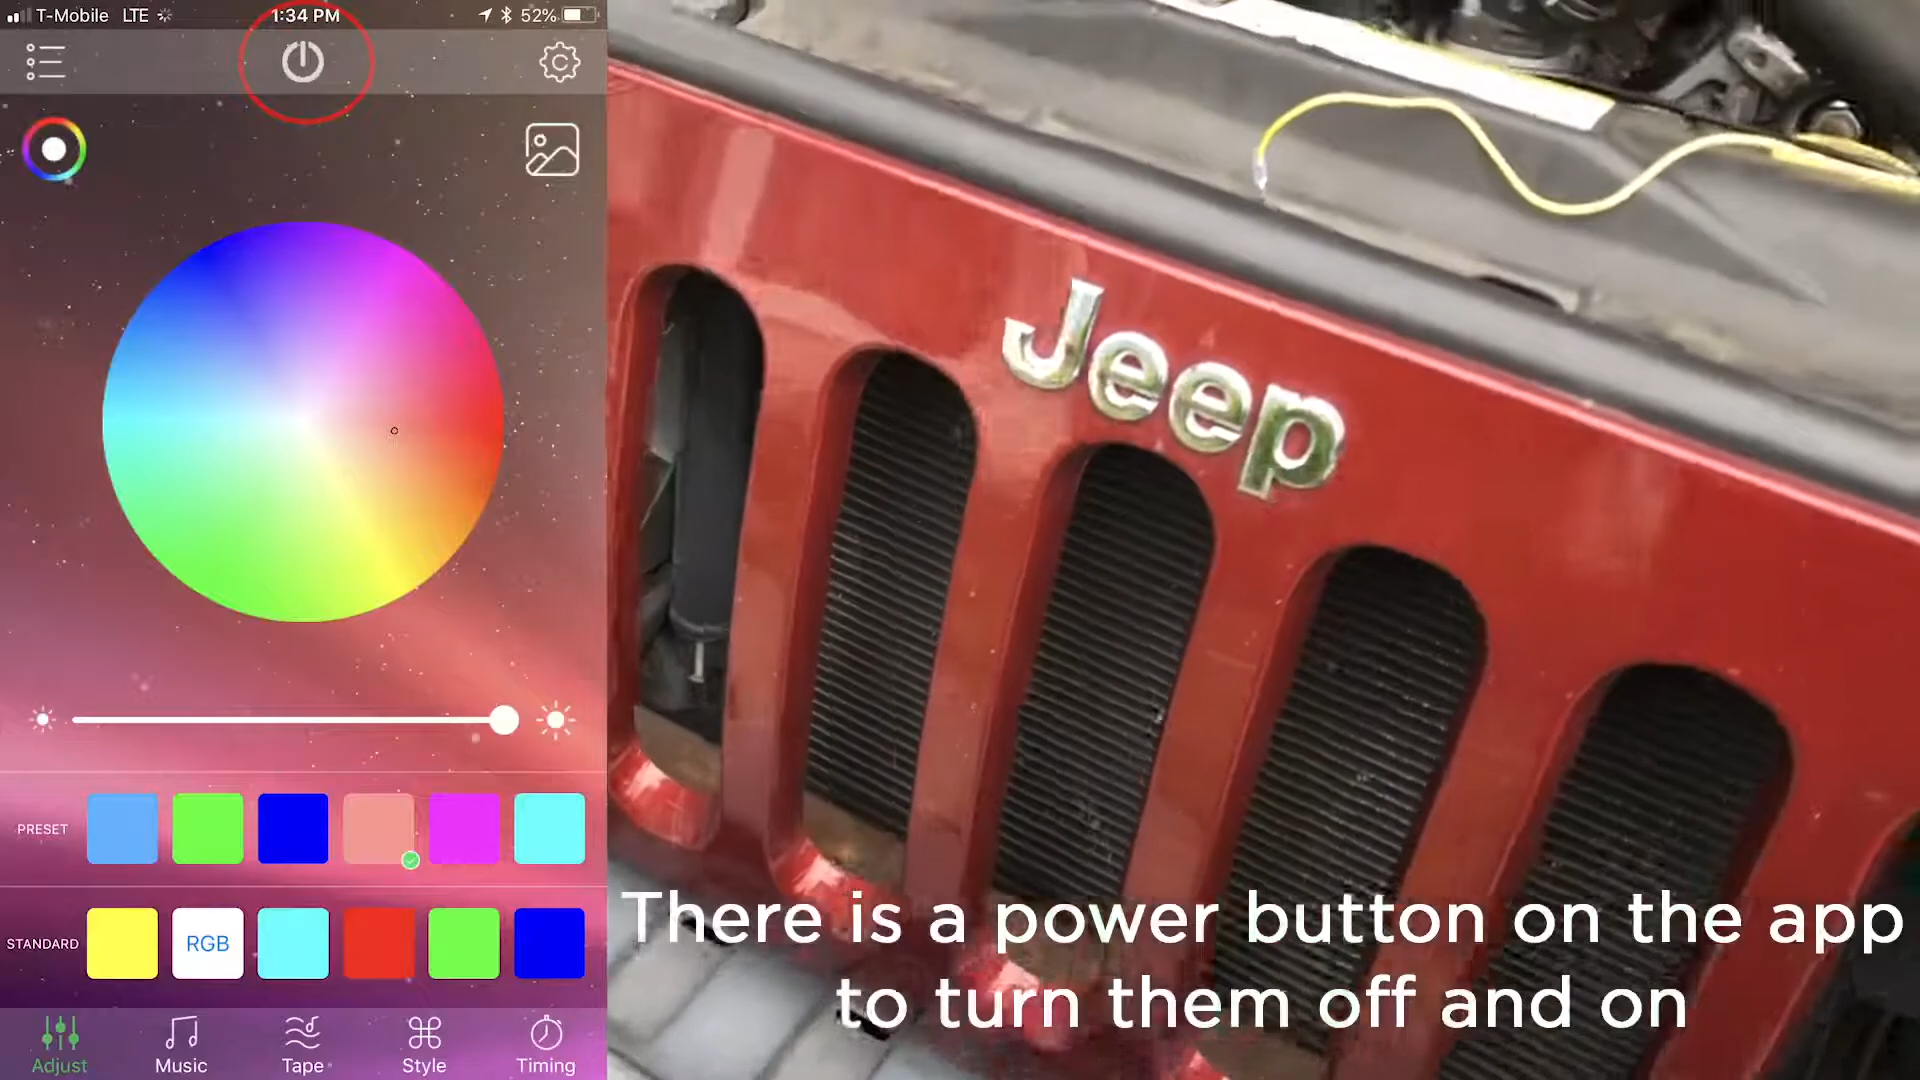 T-Mobile LTE 1:34 PM 52%
Jeep
PRESET
STANDARD RGB
Adjust Music Tape Style Timing
There is a power button on the app
to turn them off and on